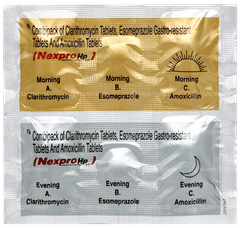 Rx Combipack of Clarithromycin Tablets, Esomeprazole Gastro-resistant
Tablets And Amoxicillin Tablets
(Nexpro HP)
Morning Morning Morning
A. B. C.
Clarithromycin Esomeprazole Amoxicillin
Rx Combipack of Clarithromycin Tablets, Esomeprazole Gastro-resistant
Tablets And Amoxicillin Tablets
(Nexpro HP)
Evening Evening Evening
A. B. C.
Clarithromycin Esomeprazole Amoxicillin